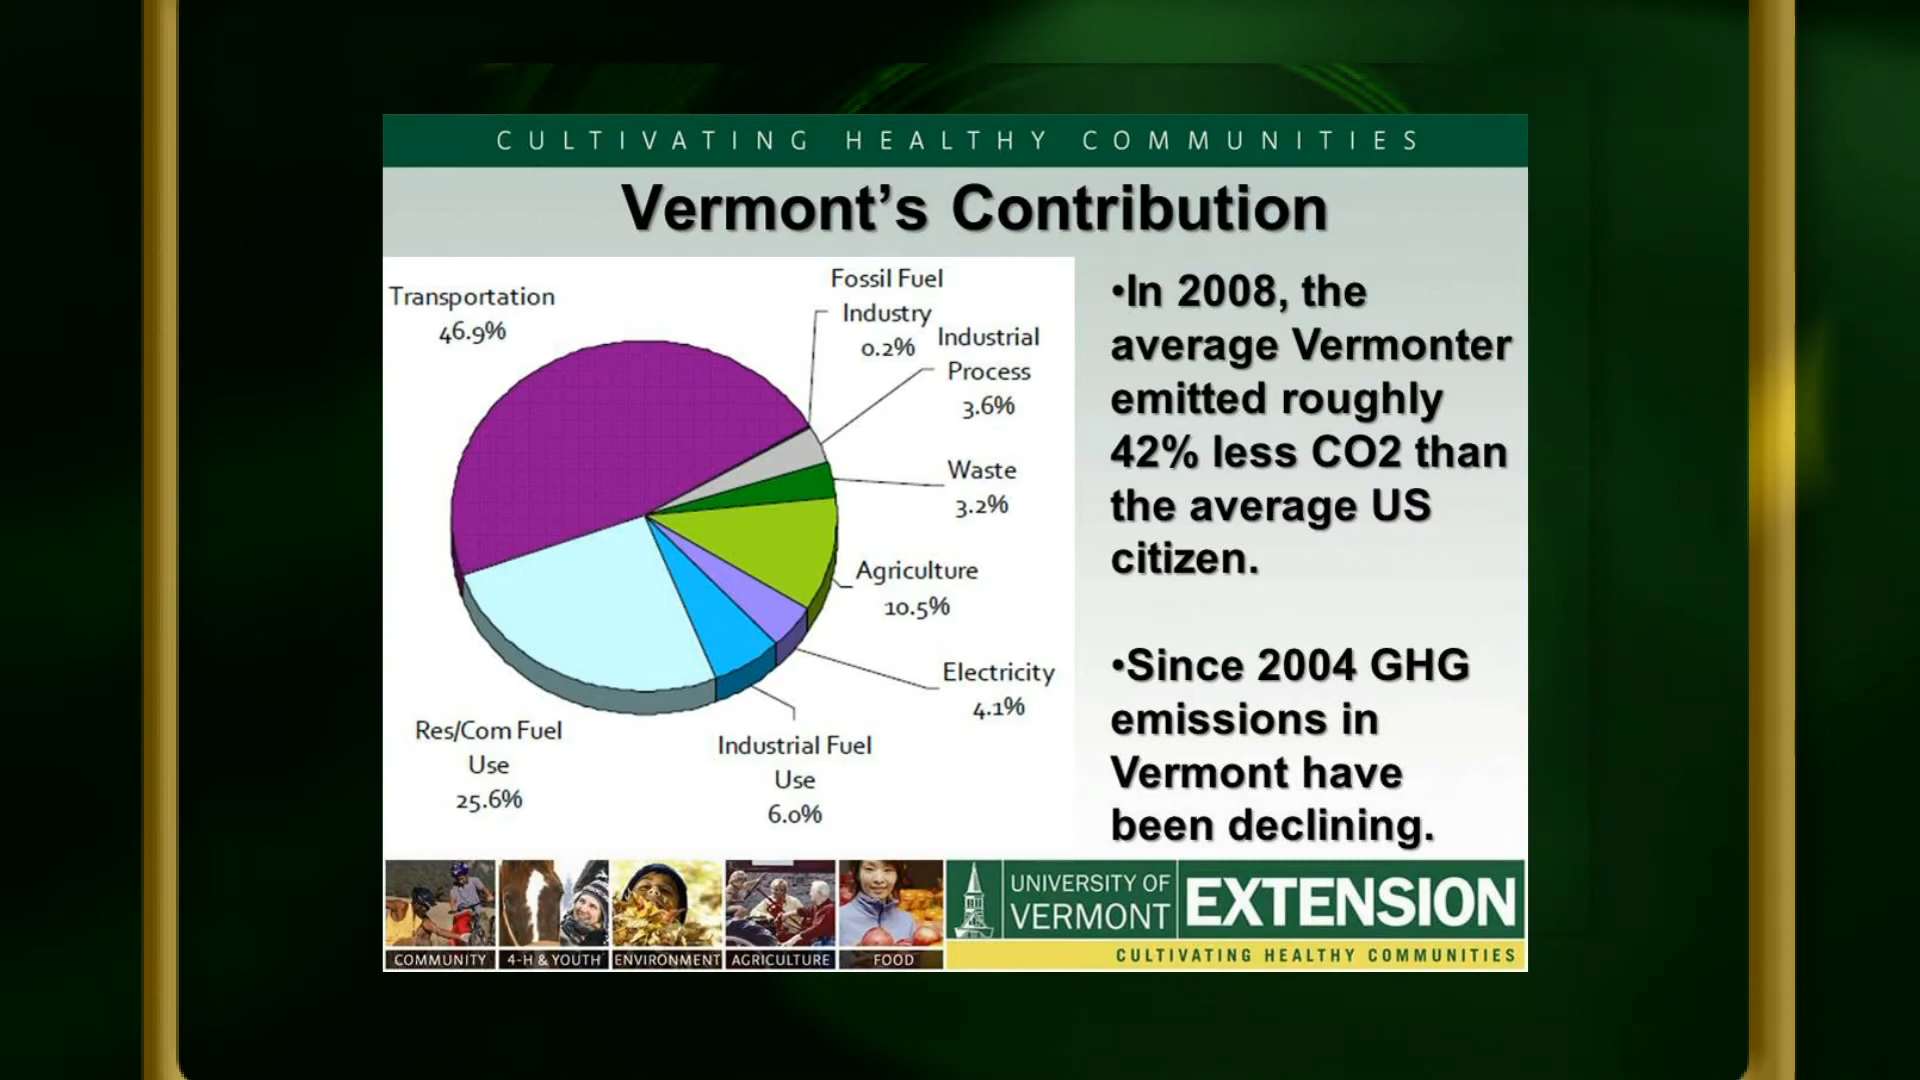 CULTIVATING HEALTHY COMMUNITIES
Vermont’s Contribution
Transportation
46.9%
Fossil Fuel
Industry
0.2%
Industrial
Process
3.6%
Waste
3.2%
Agriculture
10.5%
Electricity
4.1%
Industrial Fuel
Use
6.0%
Res/Com Fuel
Use
25.6%
•In 2008, the
average Vermonter
emitted roughly
42% less CO2 than
the average US
citizen.
•Since 2004 GHG
emissions in
Vermont have
been declining.
COMMUNITY
4-H & YOUTH
ENVIRONMENT
AGRICULTURE
FOOD
UNIVERSITY OF
VERMONT
EXTENSION
CULTIVATING HEALTHY COMMUNITIES